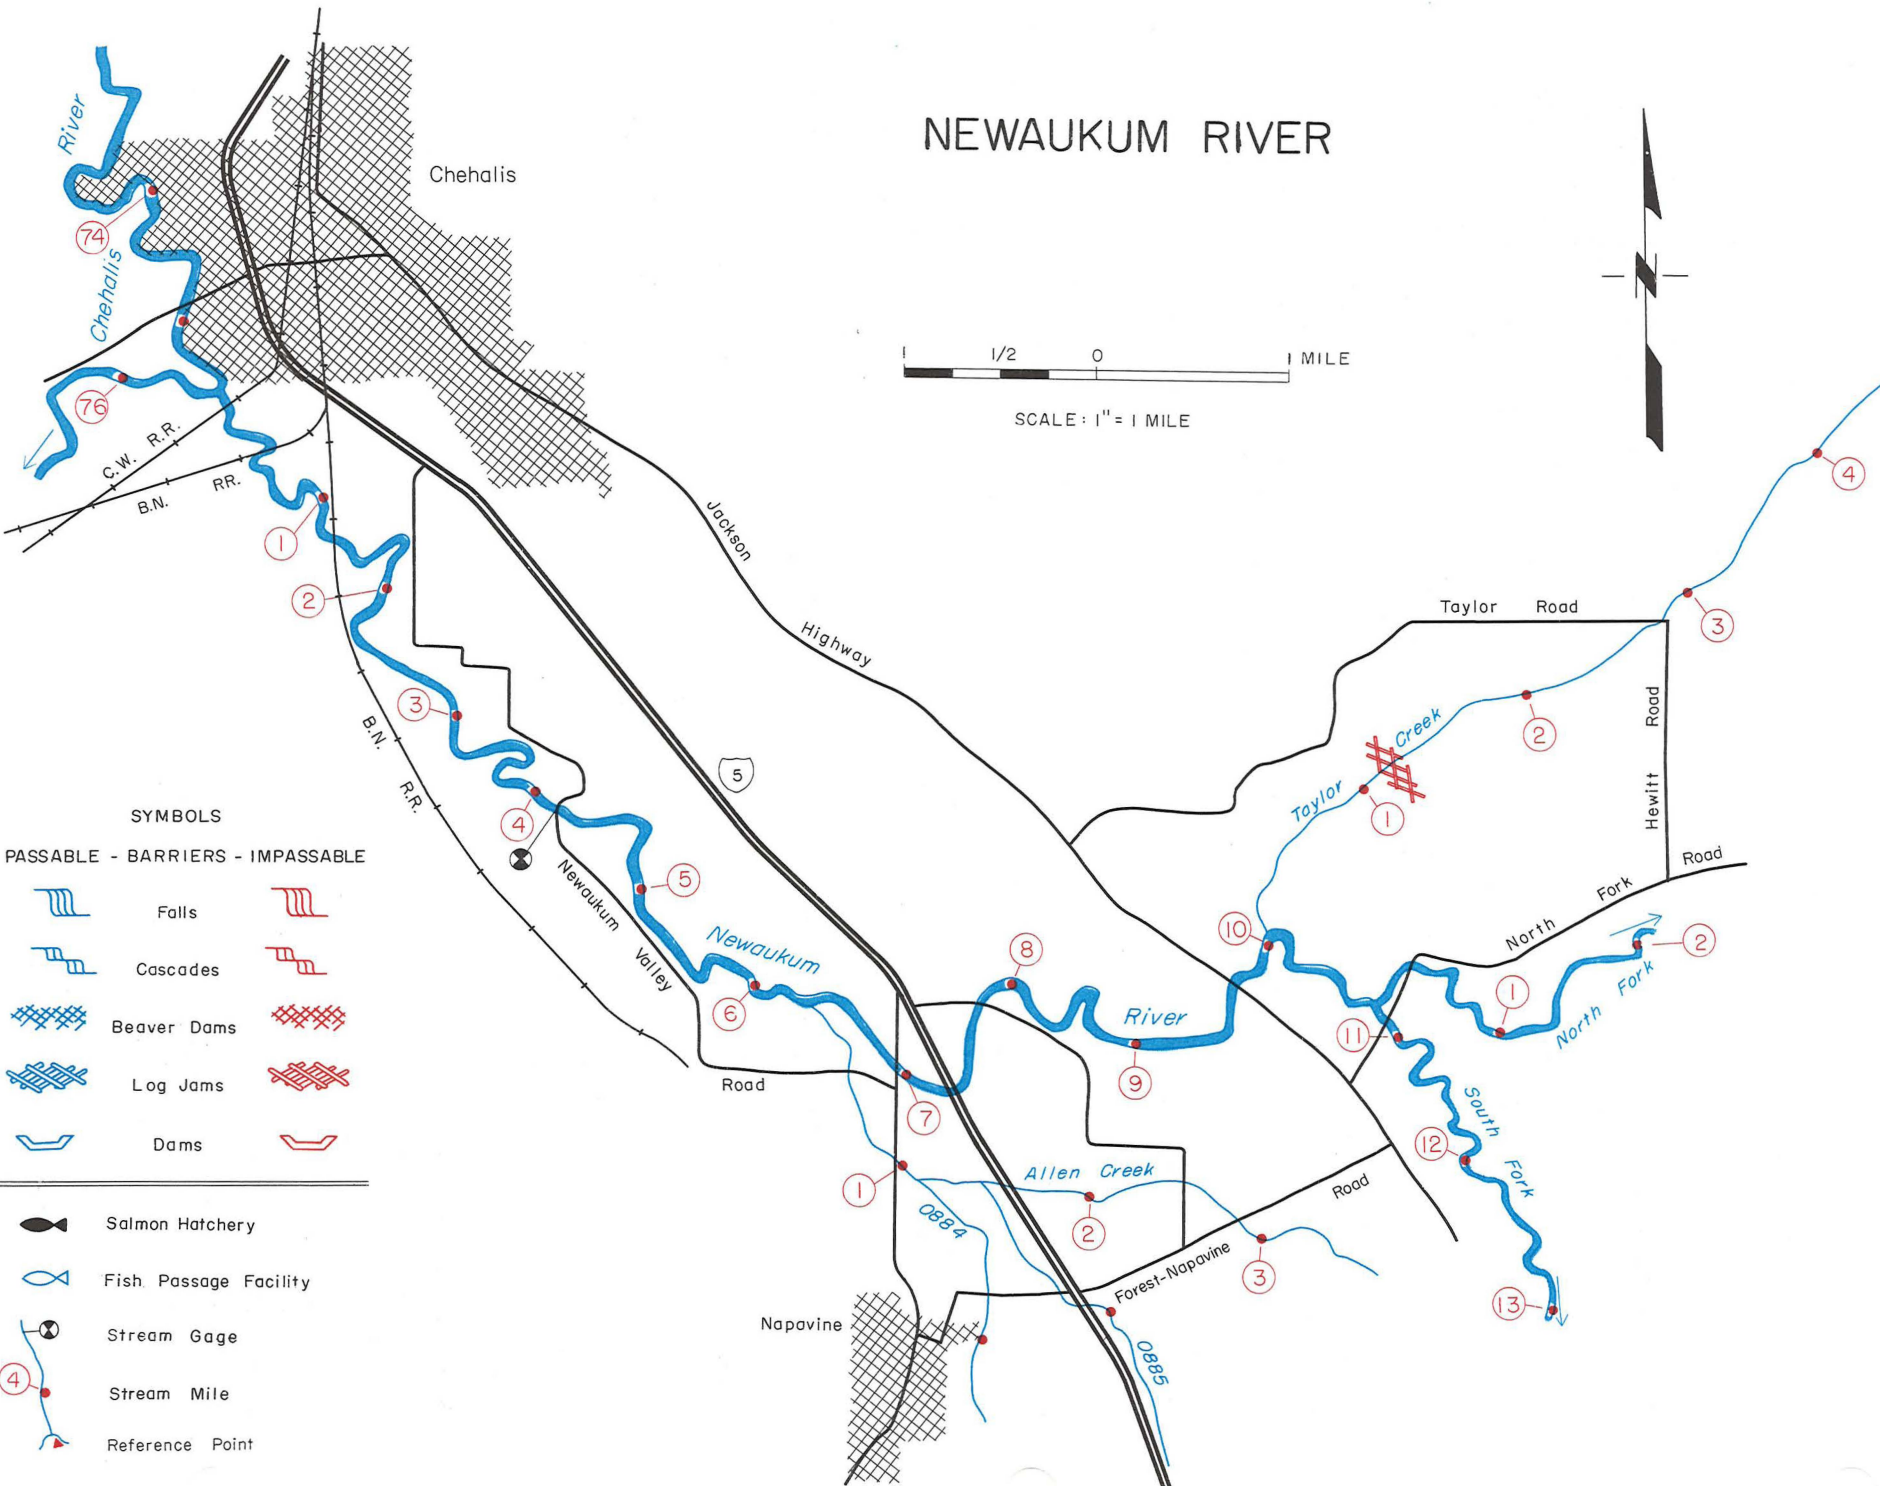 NEWAUKUM RIVER
River
Chehalis
74
Chehalis
76
C.W. R.R.
B.N. RR.
1 1/2 0 1 MILE
SCALE: 1" = 1 MILE
N
1
2
3
4
5
6
7
8
9
10
11
12
13
Jackson
Highway
5
B.N.
R.R.
Newaukum
Valley
Road
Newaukum
River
Taylor Road
Hewitt Road
Taylor Creek
1
2
3
4
North Fork Road
North Fork
1
2
South Fork
Allen Creek
1
2
3
0884
0885
Forest-Napavine
Road
Napavine
SYMBOLS
PASSABLE - BARRIERS - IMPASSABLE
Falls
Cascades
Beaver Dams
Log Jams
Dams
Salmon Hatchery
Fish Passage Facility
Stream Gage
4
Stream Mile
Reference Point